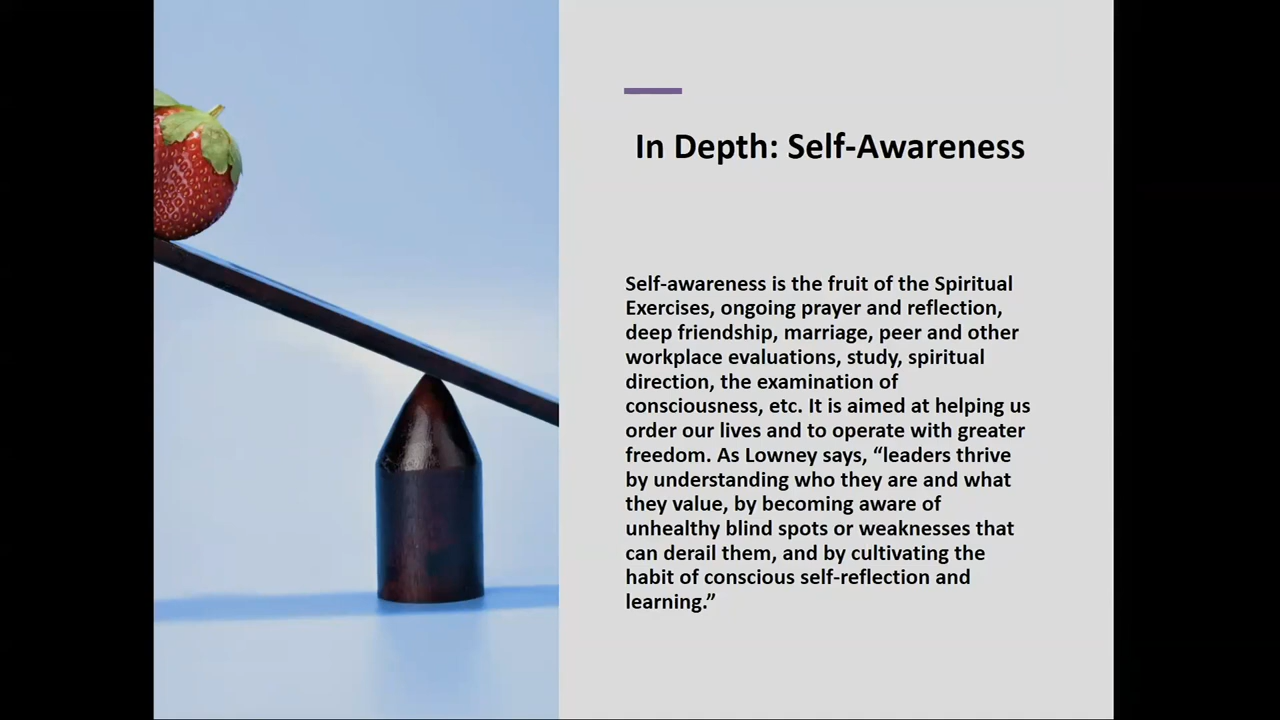 In Depth: Self-Awareness
Self-awareness is the fruit of the Spiritual
Exercises, ongoing prayer and reflection,
deep friendship, marriage, peer and other
workplace evaluations, study, spiritual
direction, the examination of
consciousness, etc. It is aimed at helping us
order our lives and to operate with greater
freedom. As Lowney says, “leaders thrive
by understanding who they are and what
they value, by becoming aware of
unhealthy blind spots or weaknesses that
can derail them, and by cultivating the
habit of conscious self-reflection and
learning.”